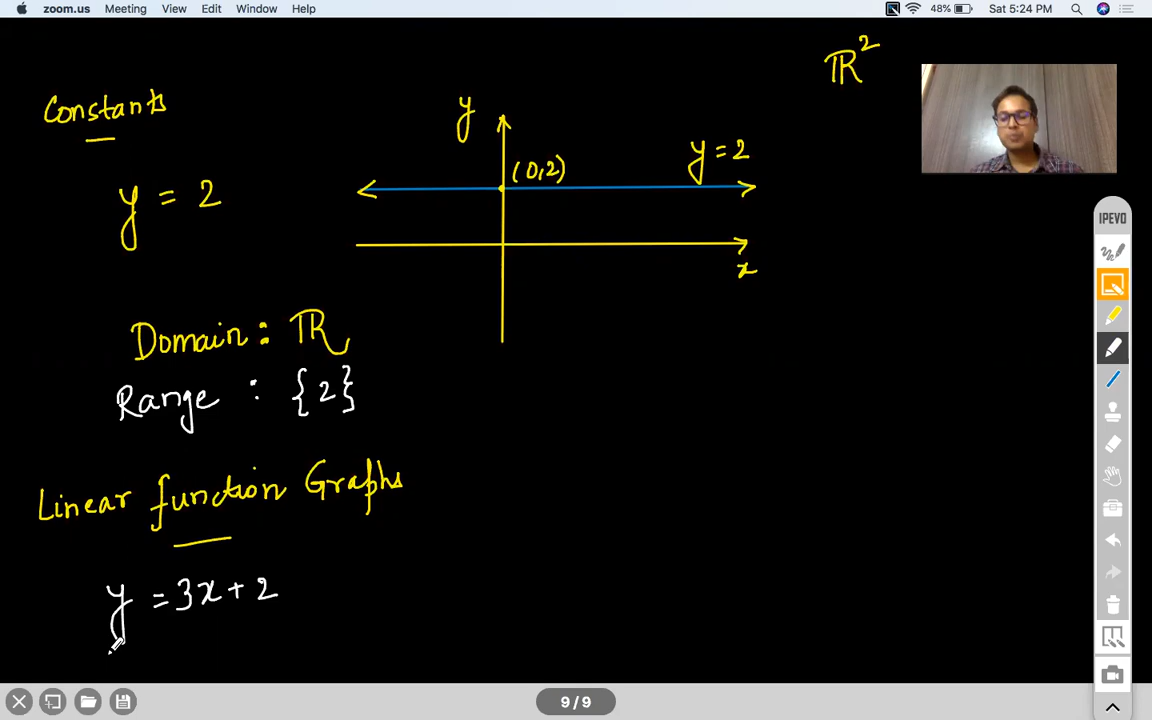 zoom.us Meeting View Edit Window Help
48% Sat 5:24 PM
ℝ²
Constants
y
y = 2
(0,2)
y = 2
x
Domain : ℝ
Range : {2}
Linear function Graphs
y = 3x + 2
IPEVO
9 / 9